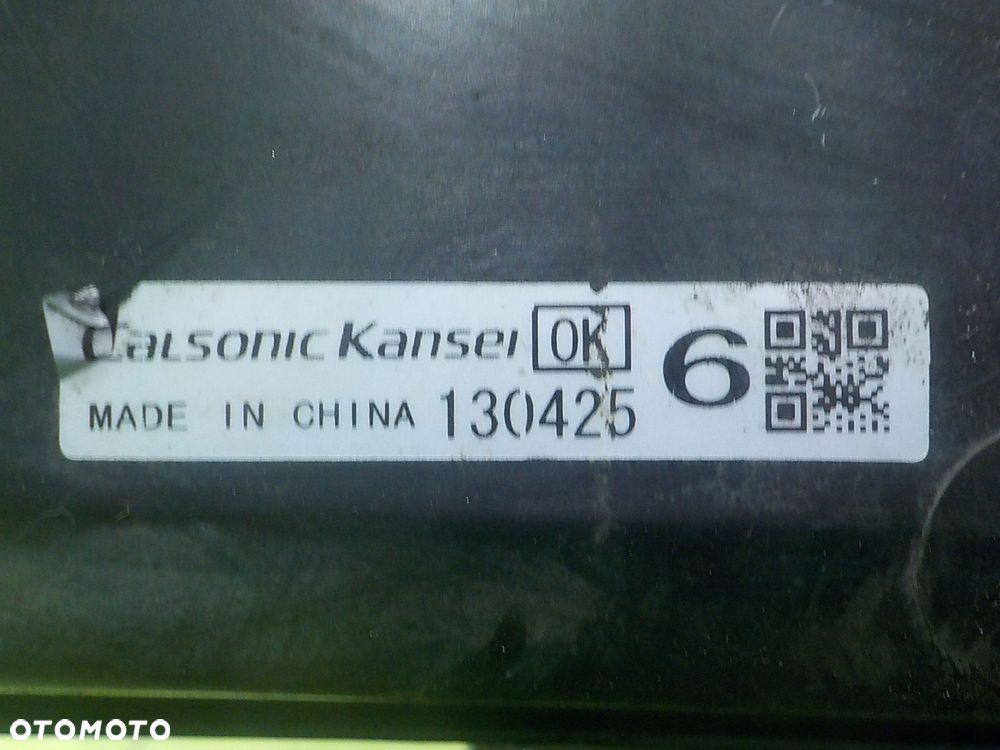 Calsonic Kansei OK 6
MADE IN CHINA 130425
OTOMOTO